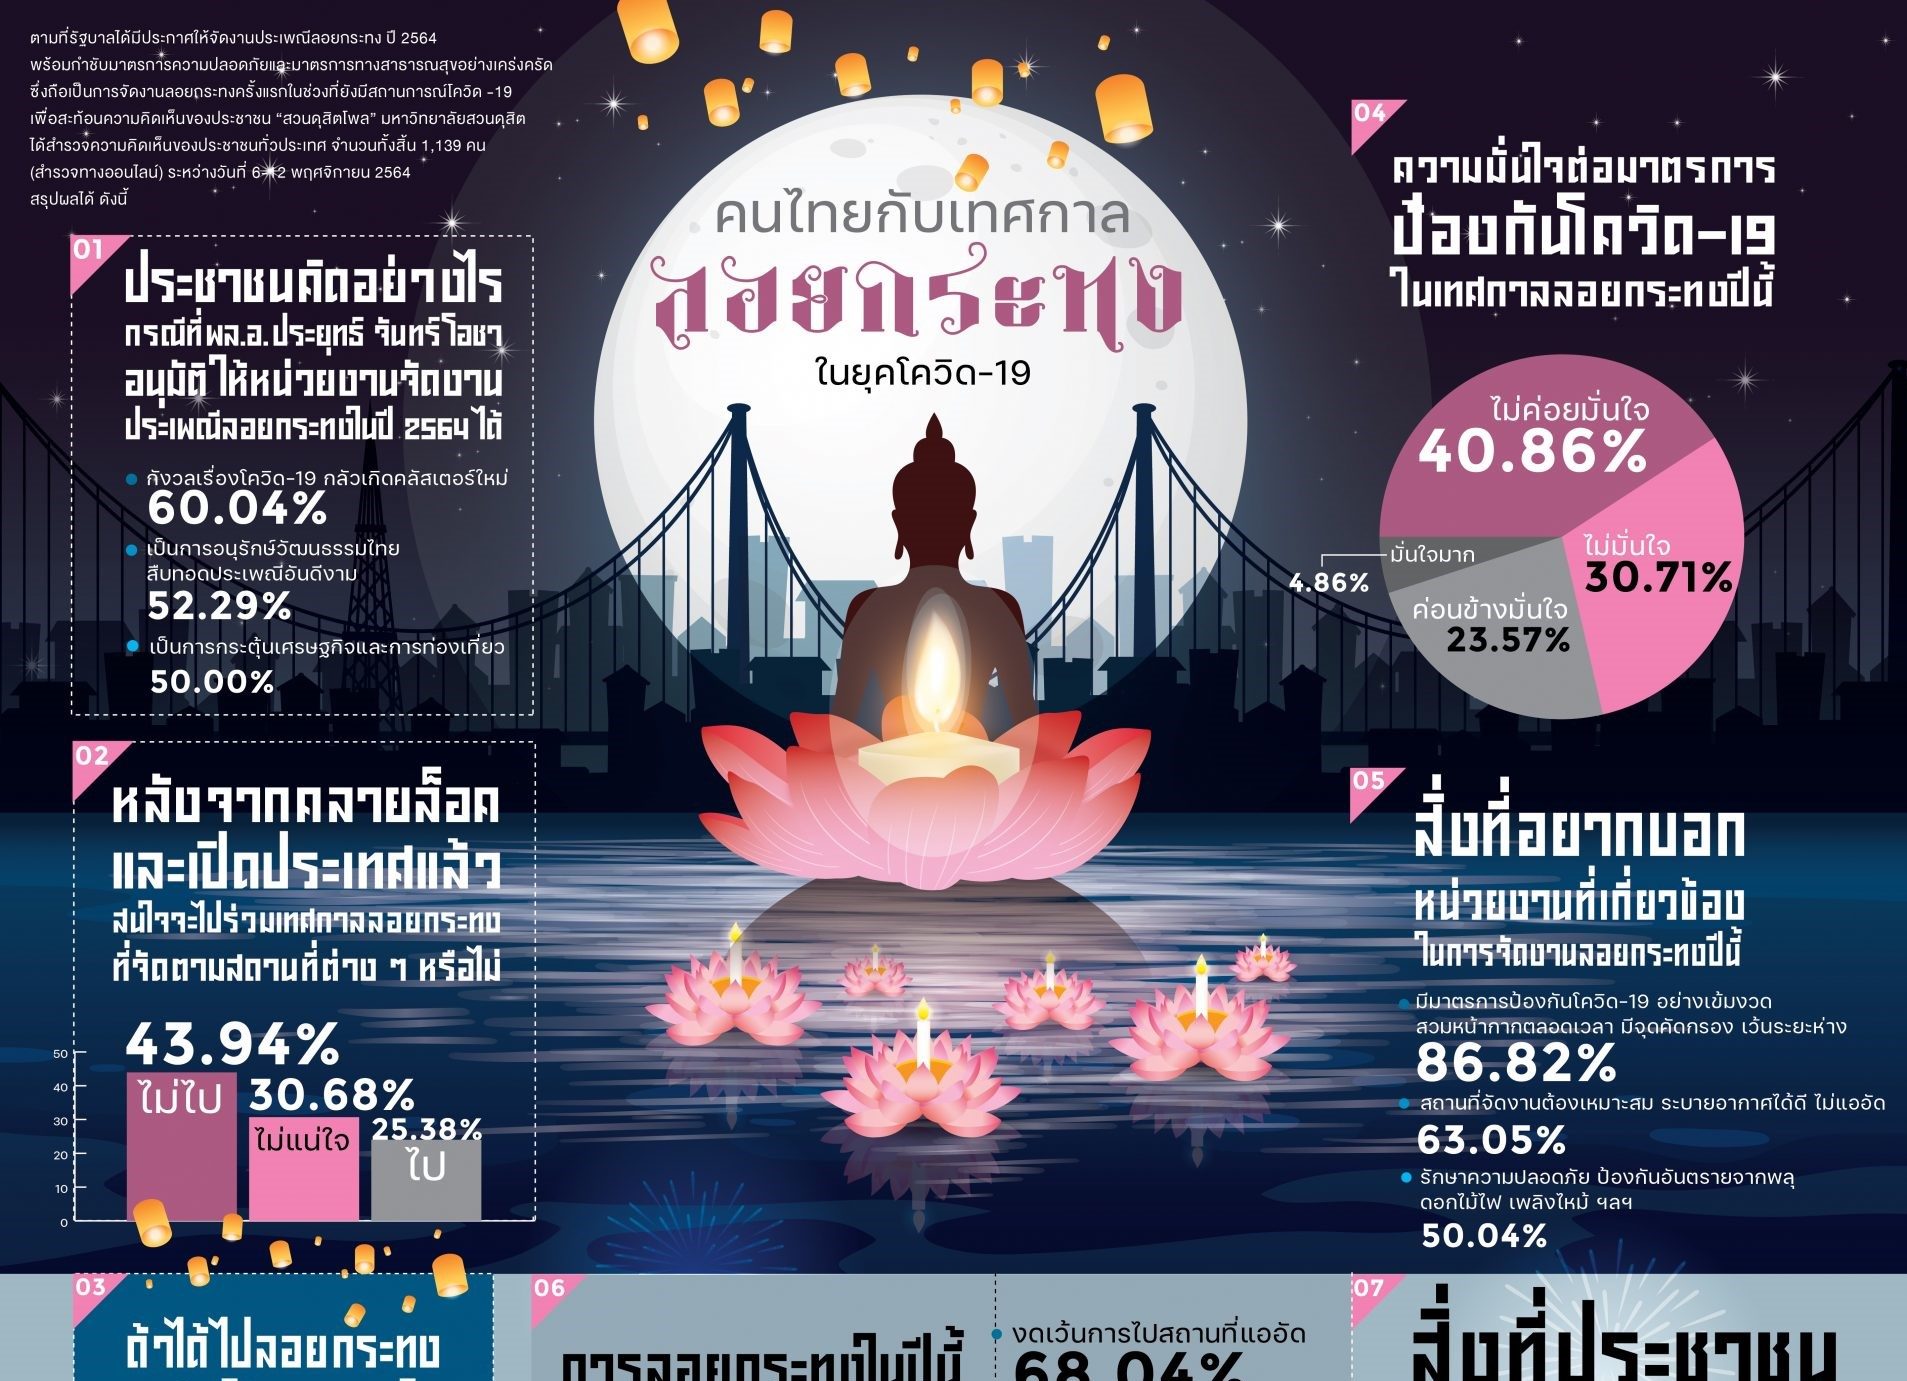 ตามที่รัฐบาลได้มีประกาศให้จัดงานประเพณีลอยกระทง ปี 2564
พร้อมกำชับมาตรการความปลอดภัยและมาตรการทางสาธารณสุขอย่างเคร่งครัด
ซึ่งถือเป็นการจัดงานลอยกระทงครั้งแรกในช่วงที่ยังมีสถานการณ์โควิด -19
เพื่อสะท้อนความคิดเห็นของประชาชน “สวนดุสิตโพล” มหาวิทยาลัยสวนดุสิต
ได้สำรวจความคิดเห็นของประชาชนทั่วประเทศ จำนวนทั้งสิ้น 1,139 คน
(สำรวจทางออนไลน์) ระหว่างวันที่ 6-12 พฤศจิกายน 2564
สรุปผลได้ ดังนี้
คนไทยกับเทศกาล
ลอยกระทง
ในยุคโควิด-19
01
ประชาชนคิดอย่างไร
กรณีที่ พล.อ.ประยุทธ์ จันทร์โอชา
อนุมัติให้หน่วยงานจัดงาน
ประเพณีลอยกระทงในปี 2564 ได้
กังวลเรื่องโควิด-19 กลัวเกิดคลัสเตอร์ใหม่
60.04%
เป็นการอนุรักษ์วัฒนธรรมไทย
สืบทอดประเพณีอันดีงาม
52.29%
เป็นการกระตุ้นเศรษฐกิจและการท่องเที่ยว
50.00%
02
หลังจากคลายล็อค
และเปิดประเทศแล้ว
สนใจจะไปร่วมเทศกาลลอยกระทง
ที่จัดตามสถานที่ต่าง ๆ หรือไม่
43.94%
ไม่ไป
30.68%
ไม่แน่ใจ
25.38%
ไป
50
40
30
20
10
0
03
ถ้าได้ไปลอยกระทง
04
ความมั่นใจต่อมาตรการ
ป้องกันโควิด-19
ในเทศกาลลอยกระทงปีนี้
ไม่ค่อยมั่นใจ
40.86%
ไม่มั่นใจ
30.71%
มั่นใจมาก
4.86%
ค่อนข้างมั่นใจ
23.57%
05
สิ่งที่อยากบอก
หน่วยงานที่เกี่ยวข้อง
ในการจัดงานลอยกระทงปีนี้
มีมาตรการป้องกันโควิด-19 อย่างเข้มงวด
สวมหน้ากากตลอดเวลา มีจุดคัดกรอง เว้นระยะห่าง
86.82%
สถานที่จัดงานต้องเหมาะสม ระบายอากาศได้ดี ไม่แออัด
63.05%
รักษาความปลอดภัย ป้องกันอันตรายจากพลุ
ดอกไม้ไฟ เพลิงไหม้ ฯลฯ
50.04%
06
การลอยกระทงในปีนี้
งดเว้นการไปสถานที่แออัด
68.04%
07
สิ่งที่ประชาชน